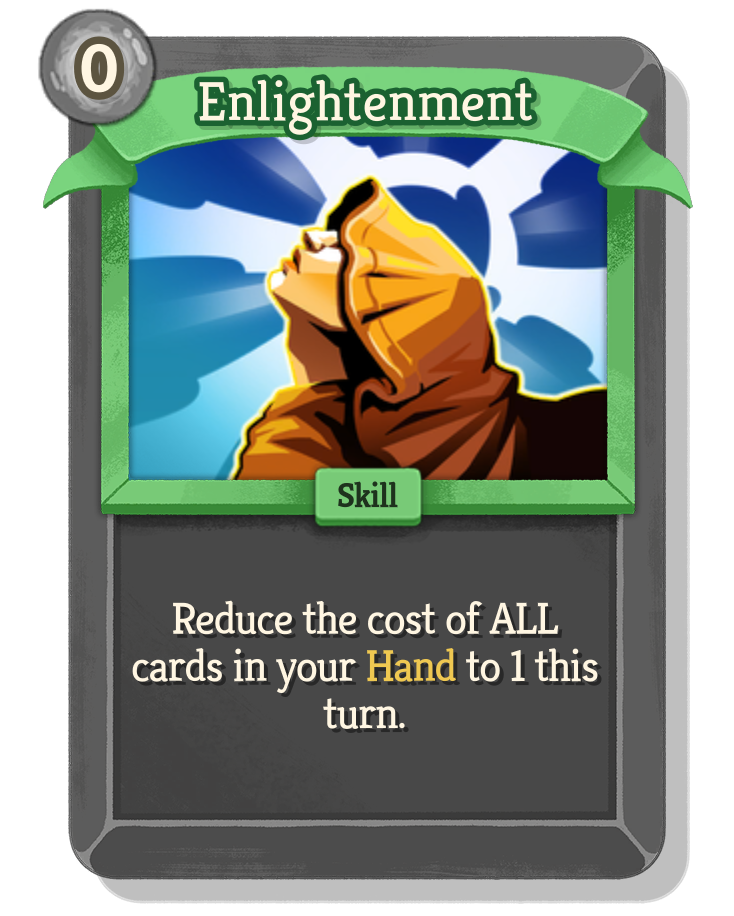 0
Enlightenment
Skill
Reduce the cost of ALL
cards in your Hand to 1 this
turn.